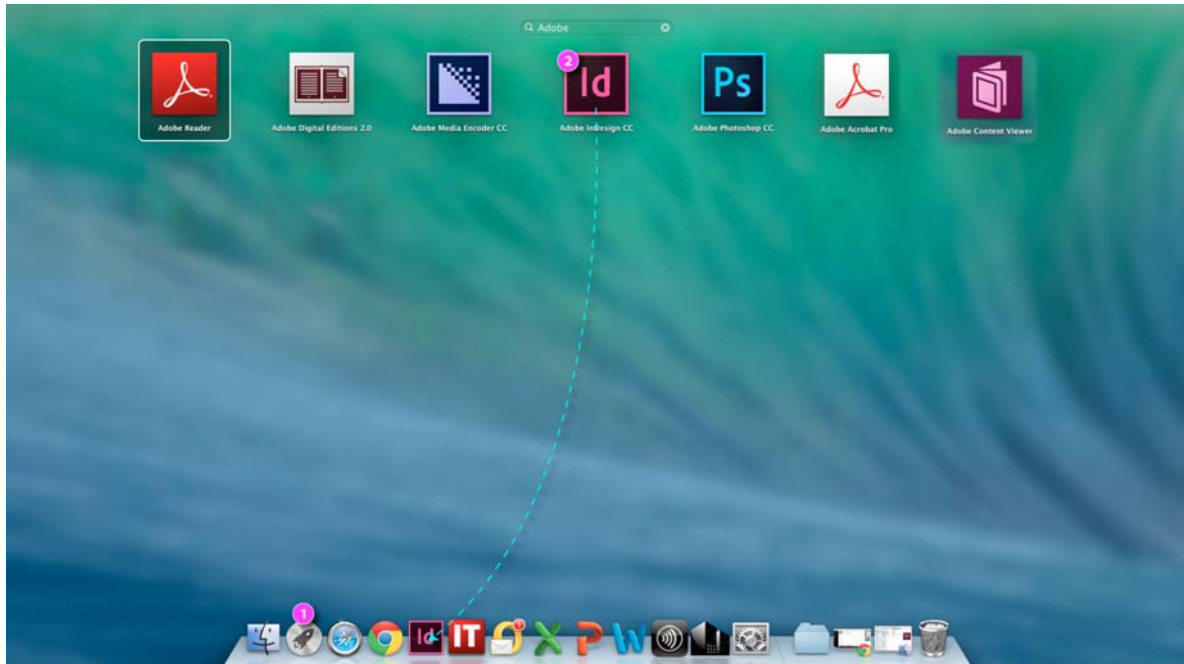 Adobe
2
Id
Ps
Adobe Reader
Adobe Digital Editions 2.0
Adobe Media Encoder CC
Adobe InDesign CC
Adobe Photoshop CC
Adobe Acrobat Pro
Adobe Content Viewer
1
Id
IT